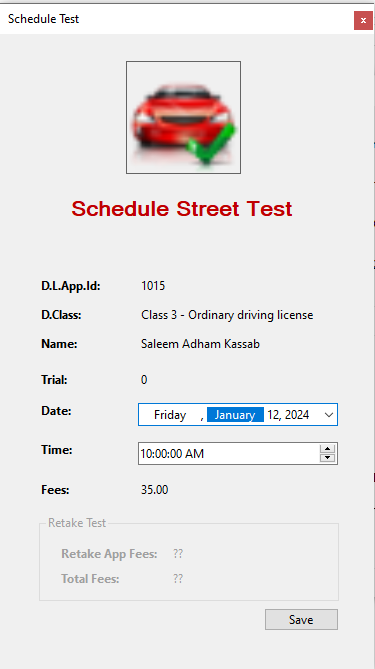 Schedule Test
x
Schedule Street Test
D.L.App.Id: 1015
D.Class: Class 3 - Ordinary driving license
Name: Saleem Adham Kassab
Trial: 0
Date: Friday , January 12, 2024
Time: 10:00:00 AM
Fees: 35.00
Retake Test
Retake App Fees: ??
Total Fees: ??
Save